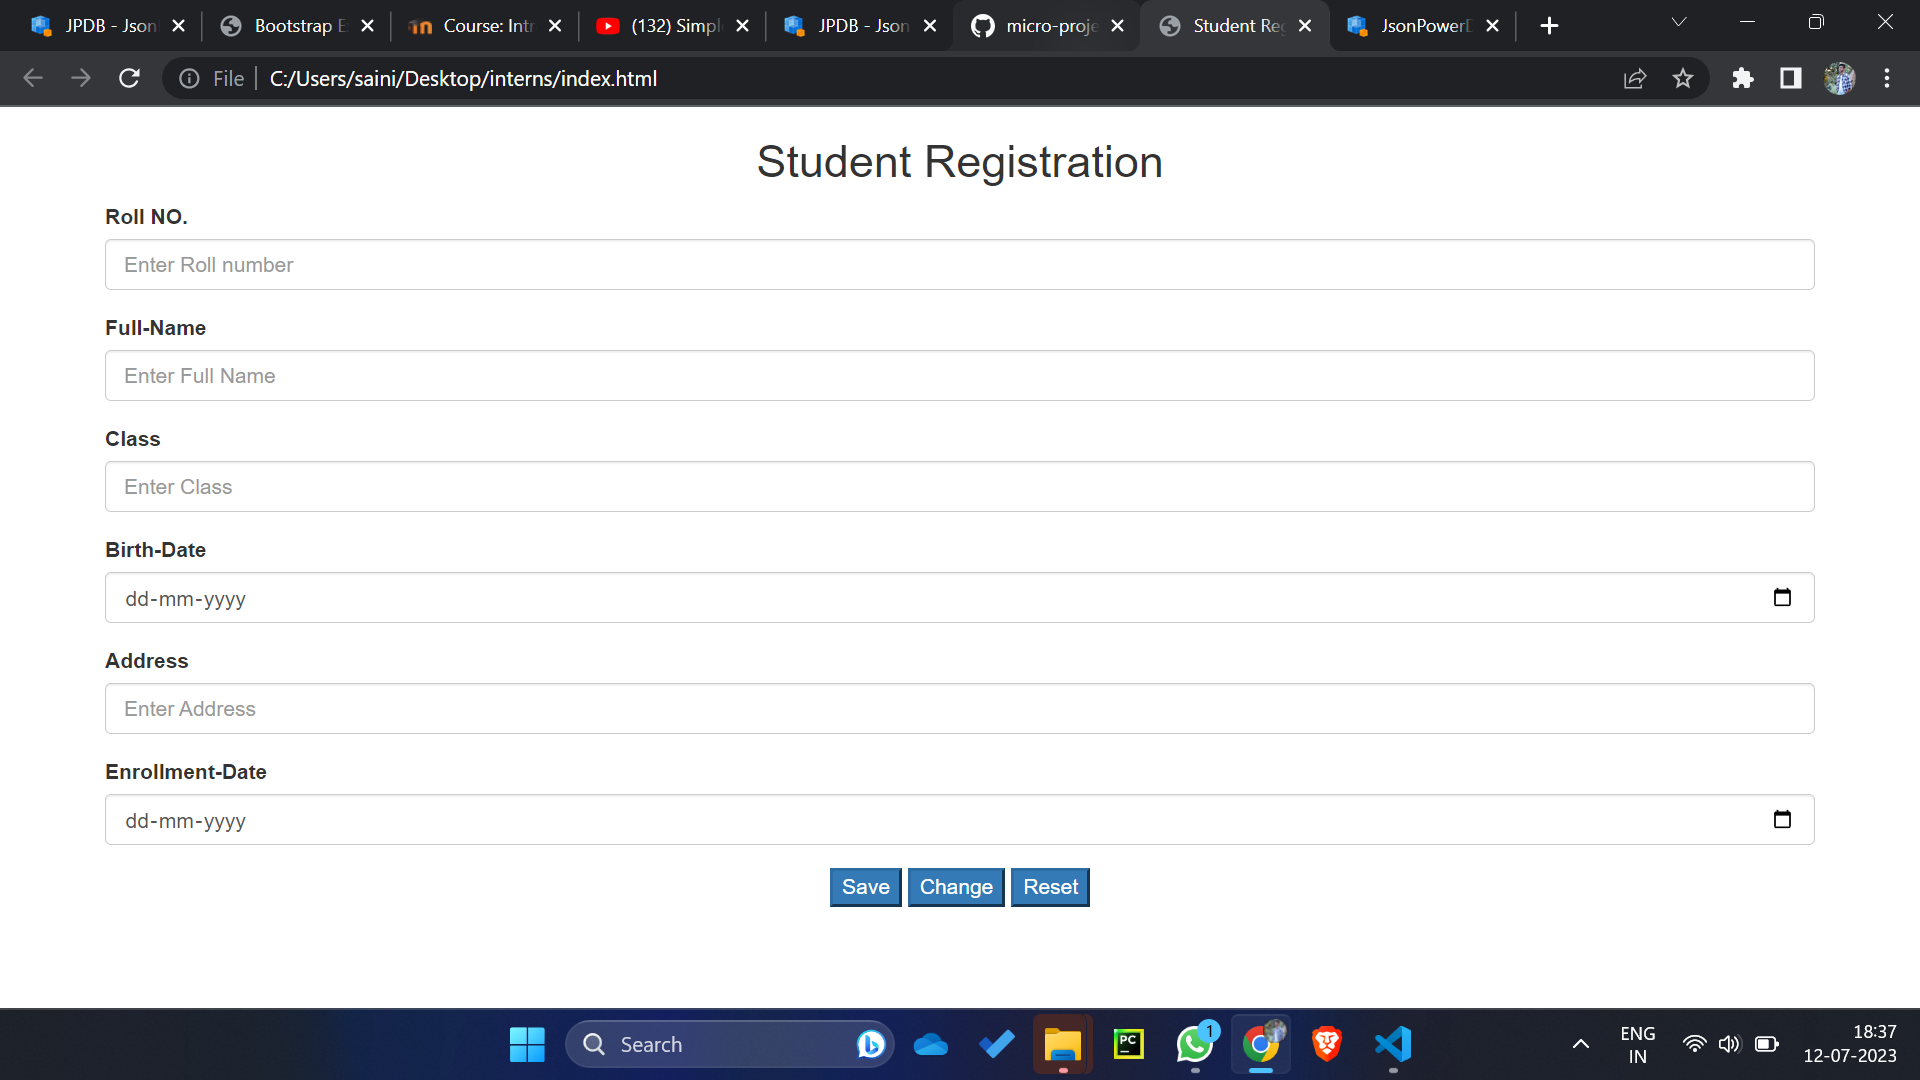 JPDB - Json
Bootstrap E
Course: Intr
(132) Simpl
JPDB - Json
micro-proje
Student Reg
JsonPowerD
File
C:/Users/saini/Desktop/interns/index.html
Student Registration
Roll NO.
Enter Roll number
Full-Name
Enter Full Name
Class
Enter Class
Birth-Date
dd-mm-yyyy
Address
Enter Address
Enrollment-Date
dd-mm-yyyy
Save Change Reset
Search
PC
1
ENG
IN
18:37
12-07-2023